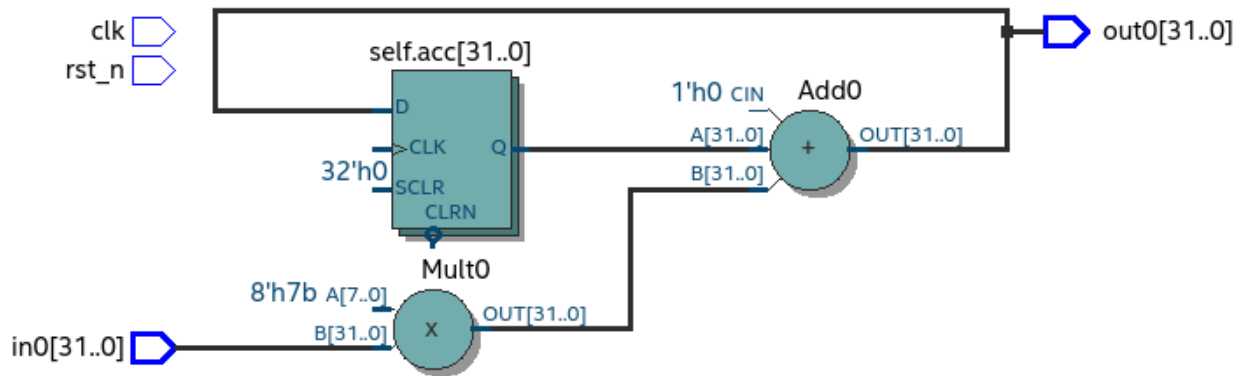 clk
rst_n
self.acc[31..0]
D
CLK
Q
32'h0
SCLR
CLRN
1'h0 CIN
Add0
A[31..0]
+
OUT[31..0]
B[31..0]
out0[31..0]
Mult0
8'h7b A[7..0]
OUT[31..0]
x
B[31..0]
in0[31..0]